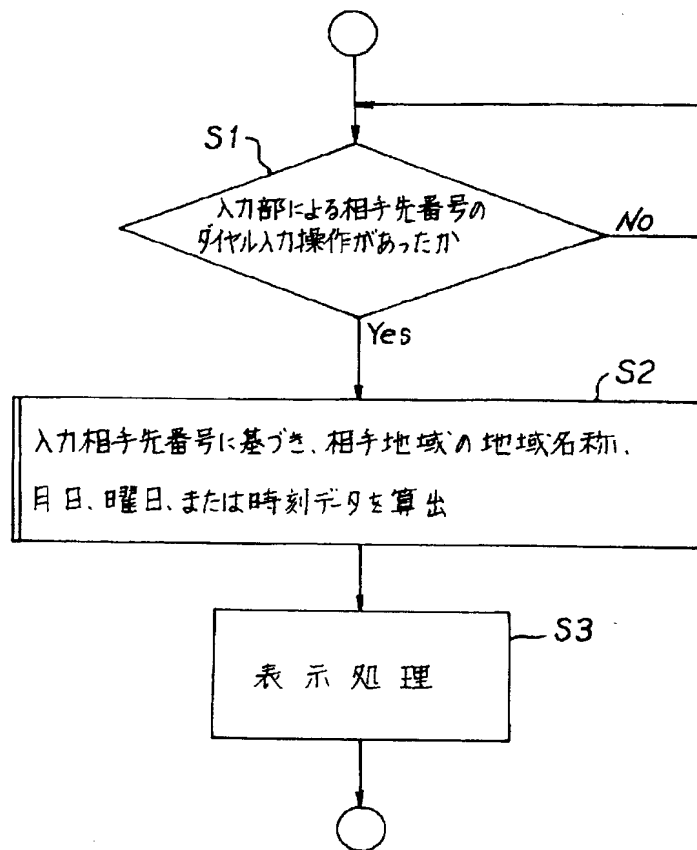 S1
入力部による相手先番号の
ダイヤル入力操作があったか
No
Yes
S2
入力相手先番号に基づき、相手地域の地域名称、
月日、曜日、または時刻データを算出
S3
表示処理